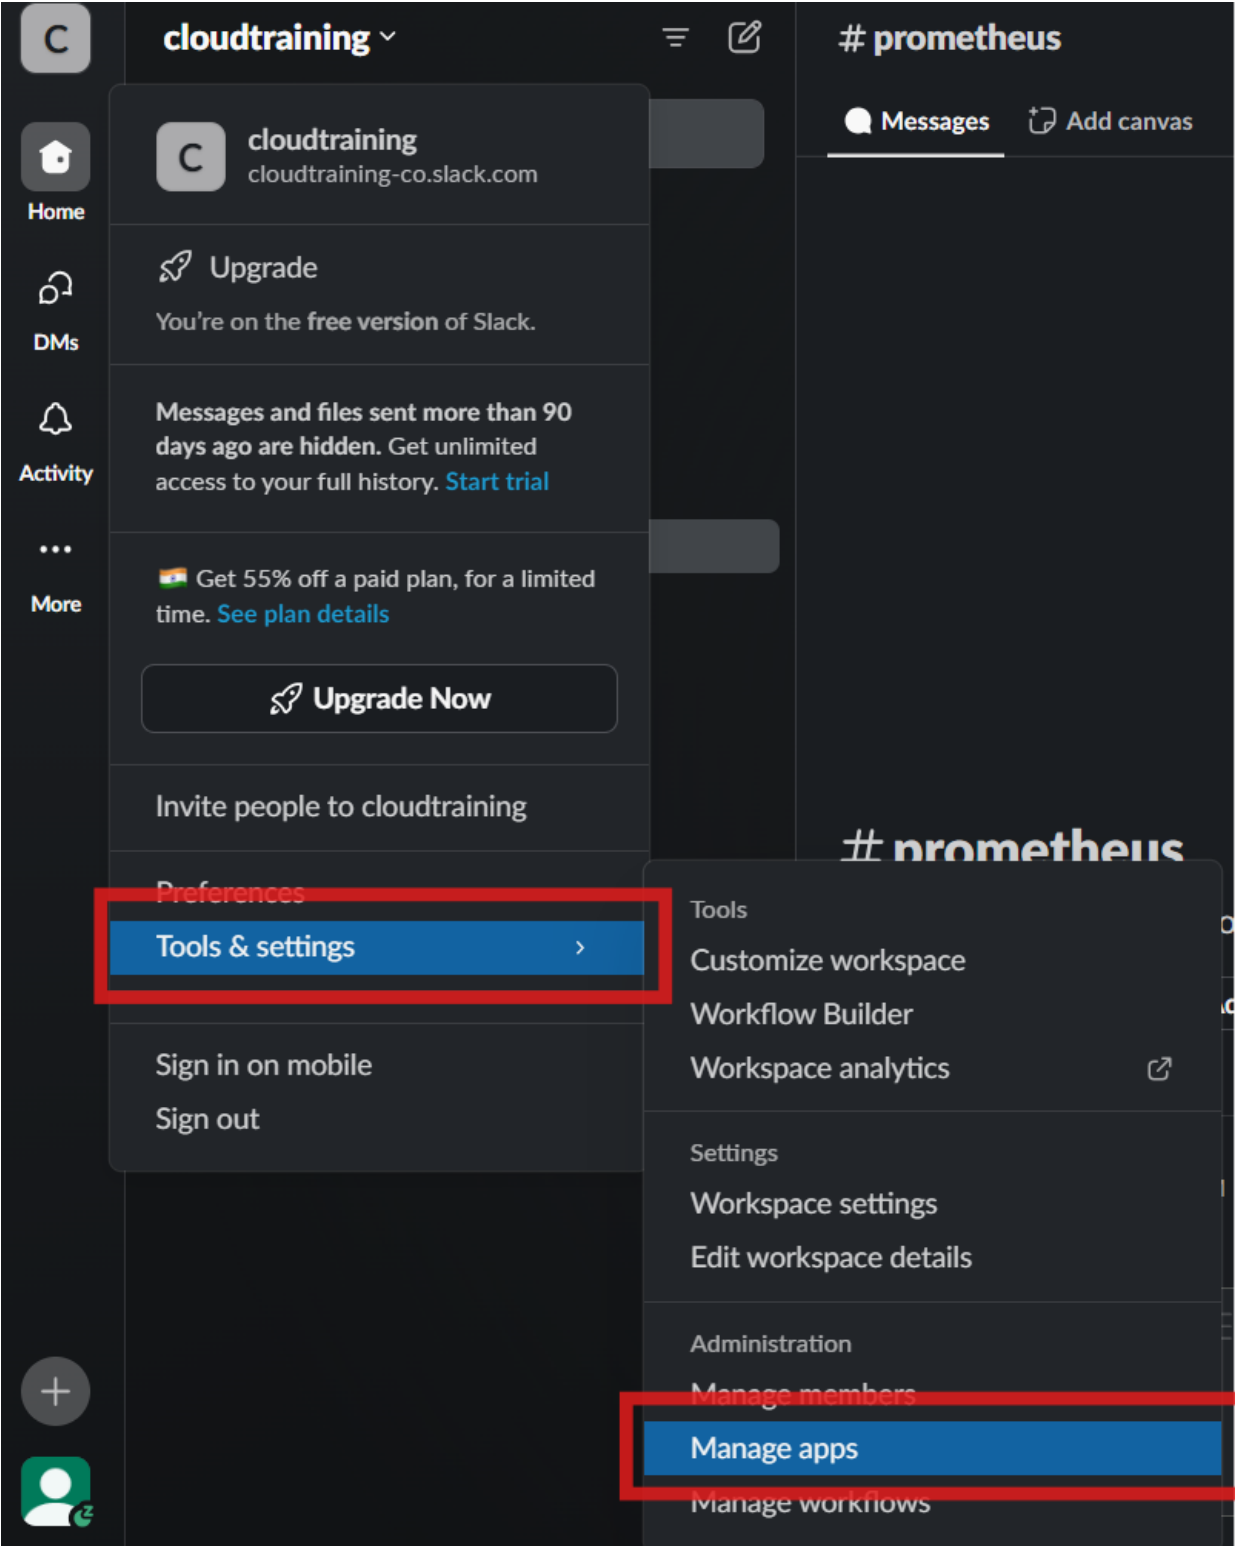 C
cloudtraining
# prometheus
Messages
Add canvas
C
cloudtraining
cloudtraining-co.slack.com
Home
Upgrade
You're on the free version of Slack.
DMs
Messages and files sent more than 90
days ago are hidden. Get unlimited
access to your full history. Start trial
Activity
Get 55% off a paid plan, for a limited
time. See plan details
More
Upgrade Now
Invite people to cloudtraining
# prometheus
Preferences
Tools & settings
Sign in on mobile
Sign out
Tools
Customize workspace
Workflow Builder
Workspace analytics
Settings
Workspace settings
Edit workspace details
Administration
Manage members
Manage apps
Manage workflows